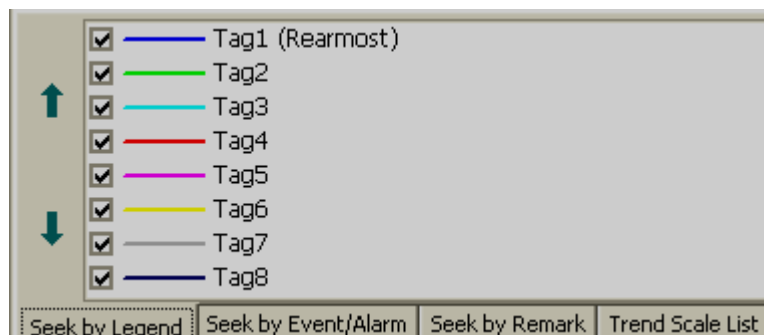 Tag1 (Rearmost)
Tag2
Tag3
Tag4
Tag5
Tag6
Tag7
Tag8
Seek by Legend Seek by Event/Alarm Seek by Remark Trend Scale List